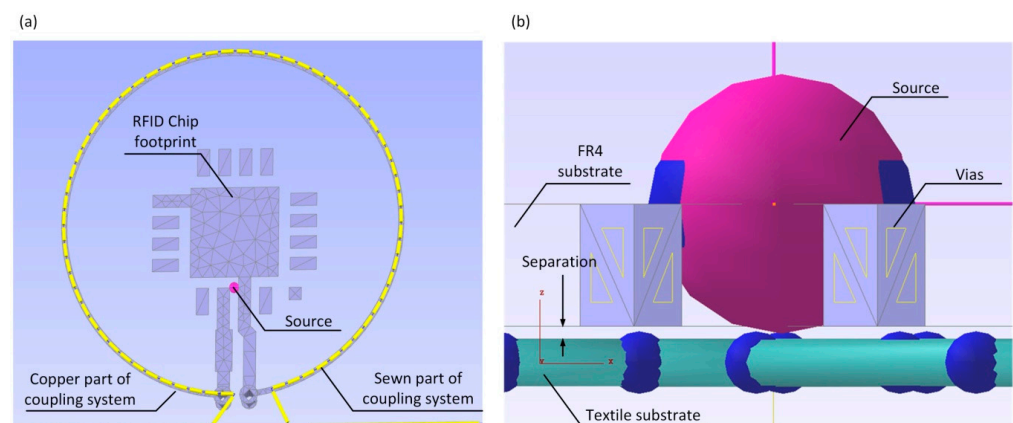 (a)
(b)
RFID Chip
footprint
Source
Copper part of
coupling system
Sewn part of
coupling system
Source
FR4
substrate
Vias
Separation
z
x
Textile substrate